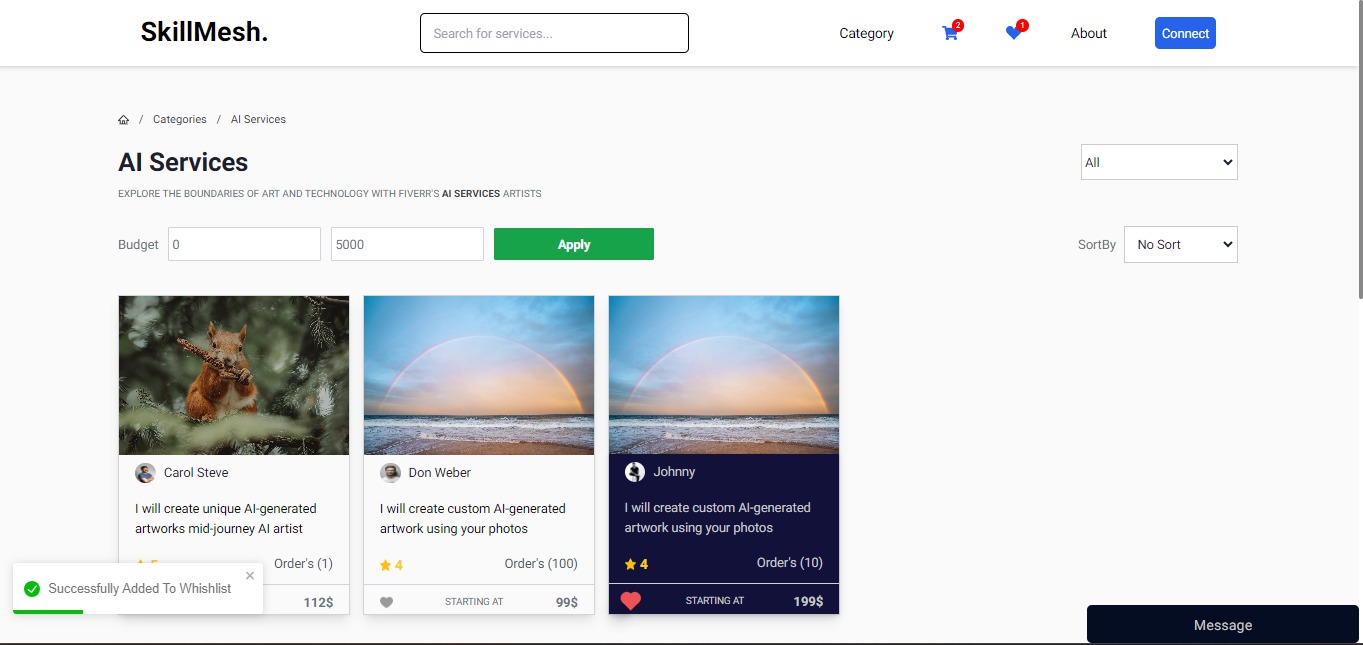 SkillMesh.
Search for services...
Category
2
1
About
Connect
/ Categories / AI Services
AI Services
All
EXPLORE THE BOUNDARIES OF ART AND TECHNOLOGY WITH FIVERR'S AI SERVICES ARTISTS
Budget
0
5000
Apply
SortBy
No Sort
Carol Steve
I will create unique AI-generated
artworks mid-journey AI artist
5
Order's (1)
112$
Don Weber
I will create custom AI-generated
artwork using your photos
4
Order's (100)
STARTING AT
99$
Johnny
I will create custom AI-generated
artwork using your photos
4
Order's (10)
STARTING AT
199$
Successfully Added To Whishlist
Message